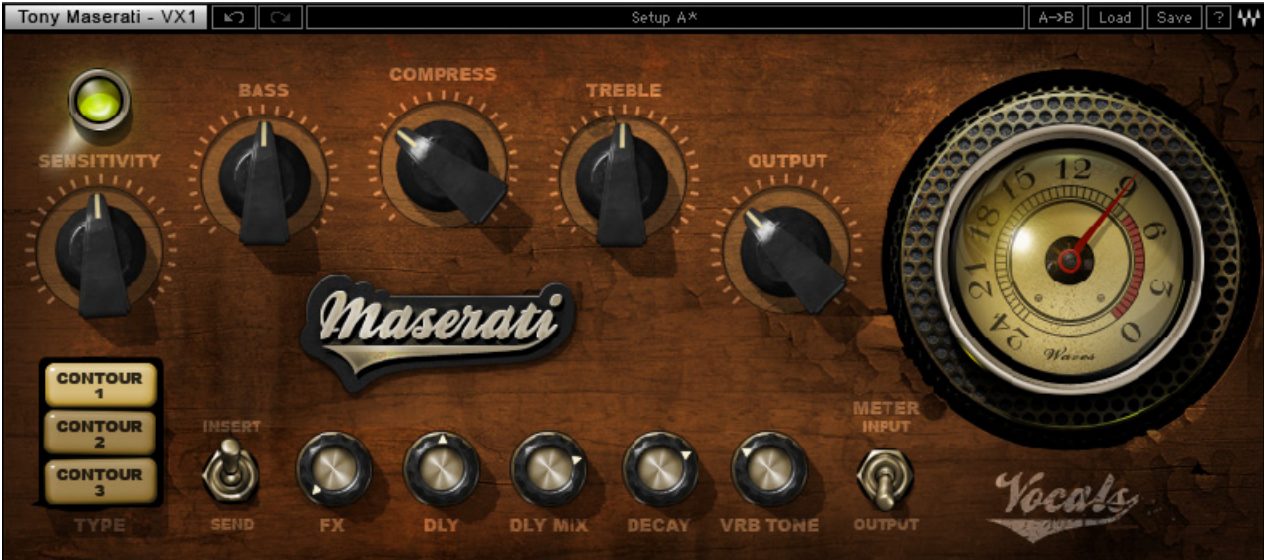 Tony Maserati - VX1
Setup A*
A->B
Load
Save
?
SENSITIVITY
BASS
COMPRESS
TREBLE
OUTPUT
24
21
18
15
12
9
6
3
0
Waves
Maserati
CONTOUR
1
CONTOUR
2
CONTOUR
3
TYPE
INSERT
SEND
FX
DLY
DLY MIX
DECAY
VRB TONE
METER
INPUT
OUTPUT
Vocals